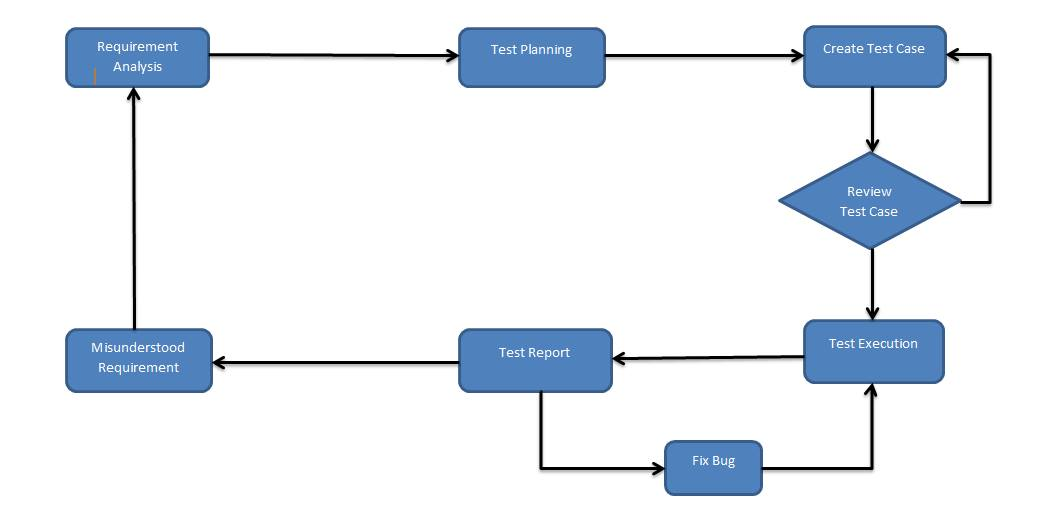 Requirement
Analysis
Test Planning
Create Test Case
Review
Test Case
Misunderstood
Requirement
Test Report
Test Execution
Fix Bug